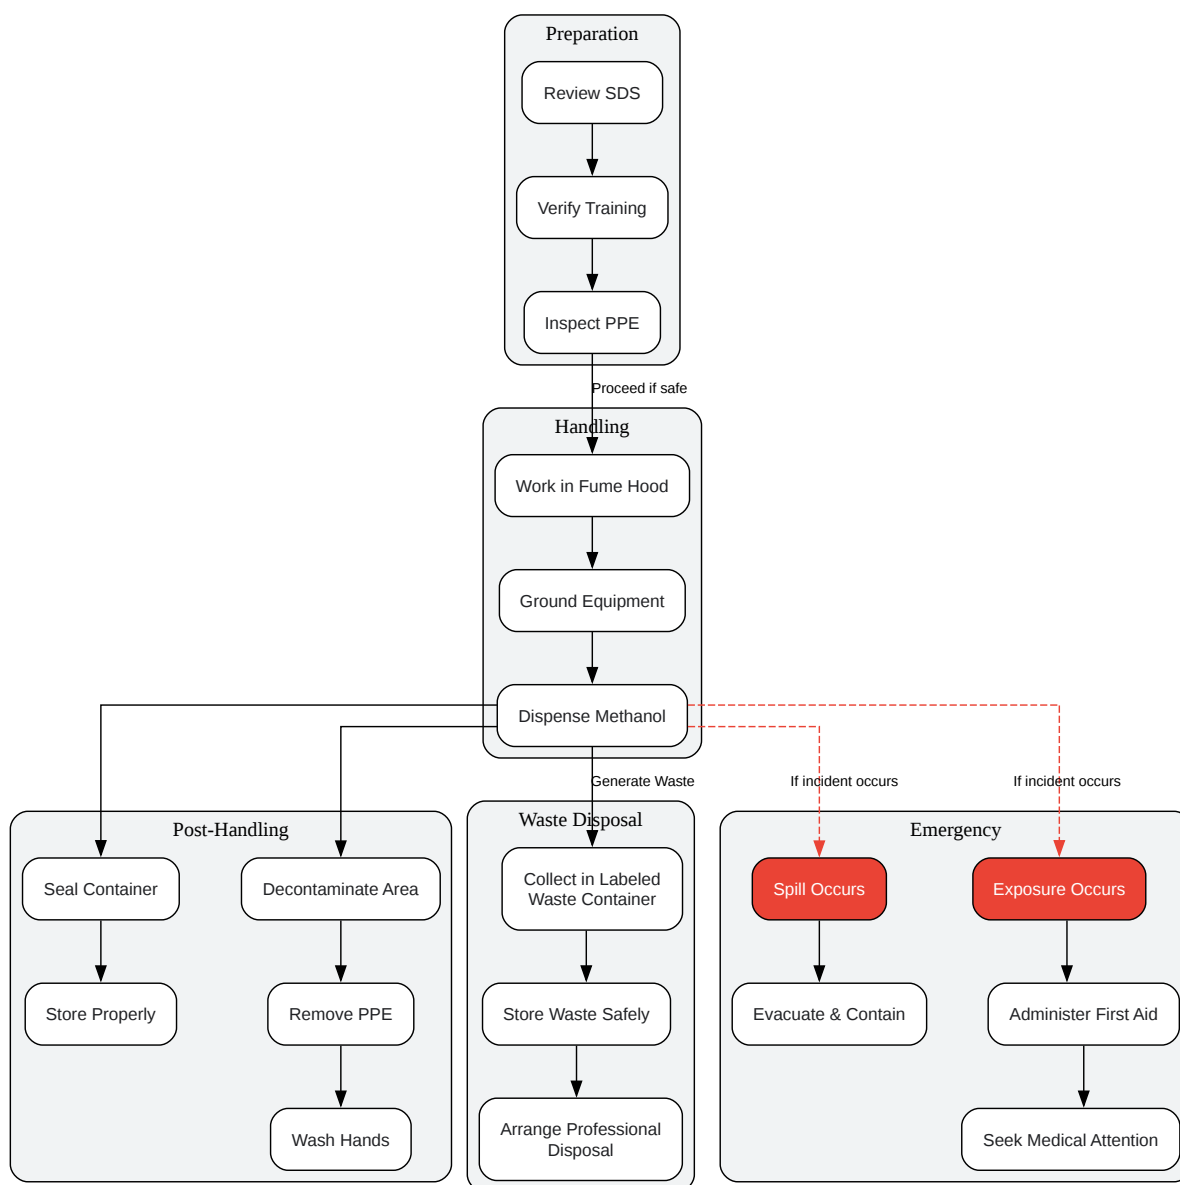 Preparation
Review SDS
Verify Training
Inspect PPE
Proceed if safe
Handling
Work in Fume Hood
Ground Equipment
Dispense Methanol
Generate Waste
If incident occurs
If incident occurs
Post-Handling
Seal Container
Decontaminate Area
Store Properly
Remove PPE
Wash Hands
Waste Disposal
Collect in Labeled
Waste Container
Store Waste Safely
Arrange Professional
Disposal
Emergency
Spill Occurs
Exposure Occurs
Evacuate & Contain
Administer First Aid
Seek Medical Attention